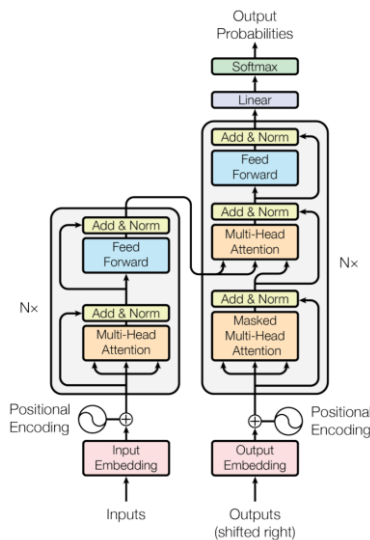 Output
Probabilities
Softmax
Linear
Add & Norm
Feed
Forward
Add & Norm
Multi-Head
Attention
Add & Norm
Masked
Multi-Head
Attention
Nx
Positional
Encoding
Output
Embedding
Outputs
(shifted right)
Add & Norm
Feed
Forward
Add & Norm
Multi-Head
Attention
Nx
Positional
Encoding
Input
Embedding
Inputs